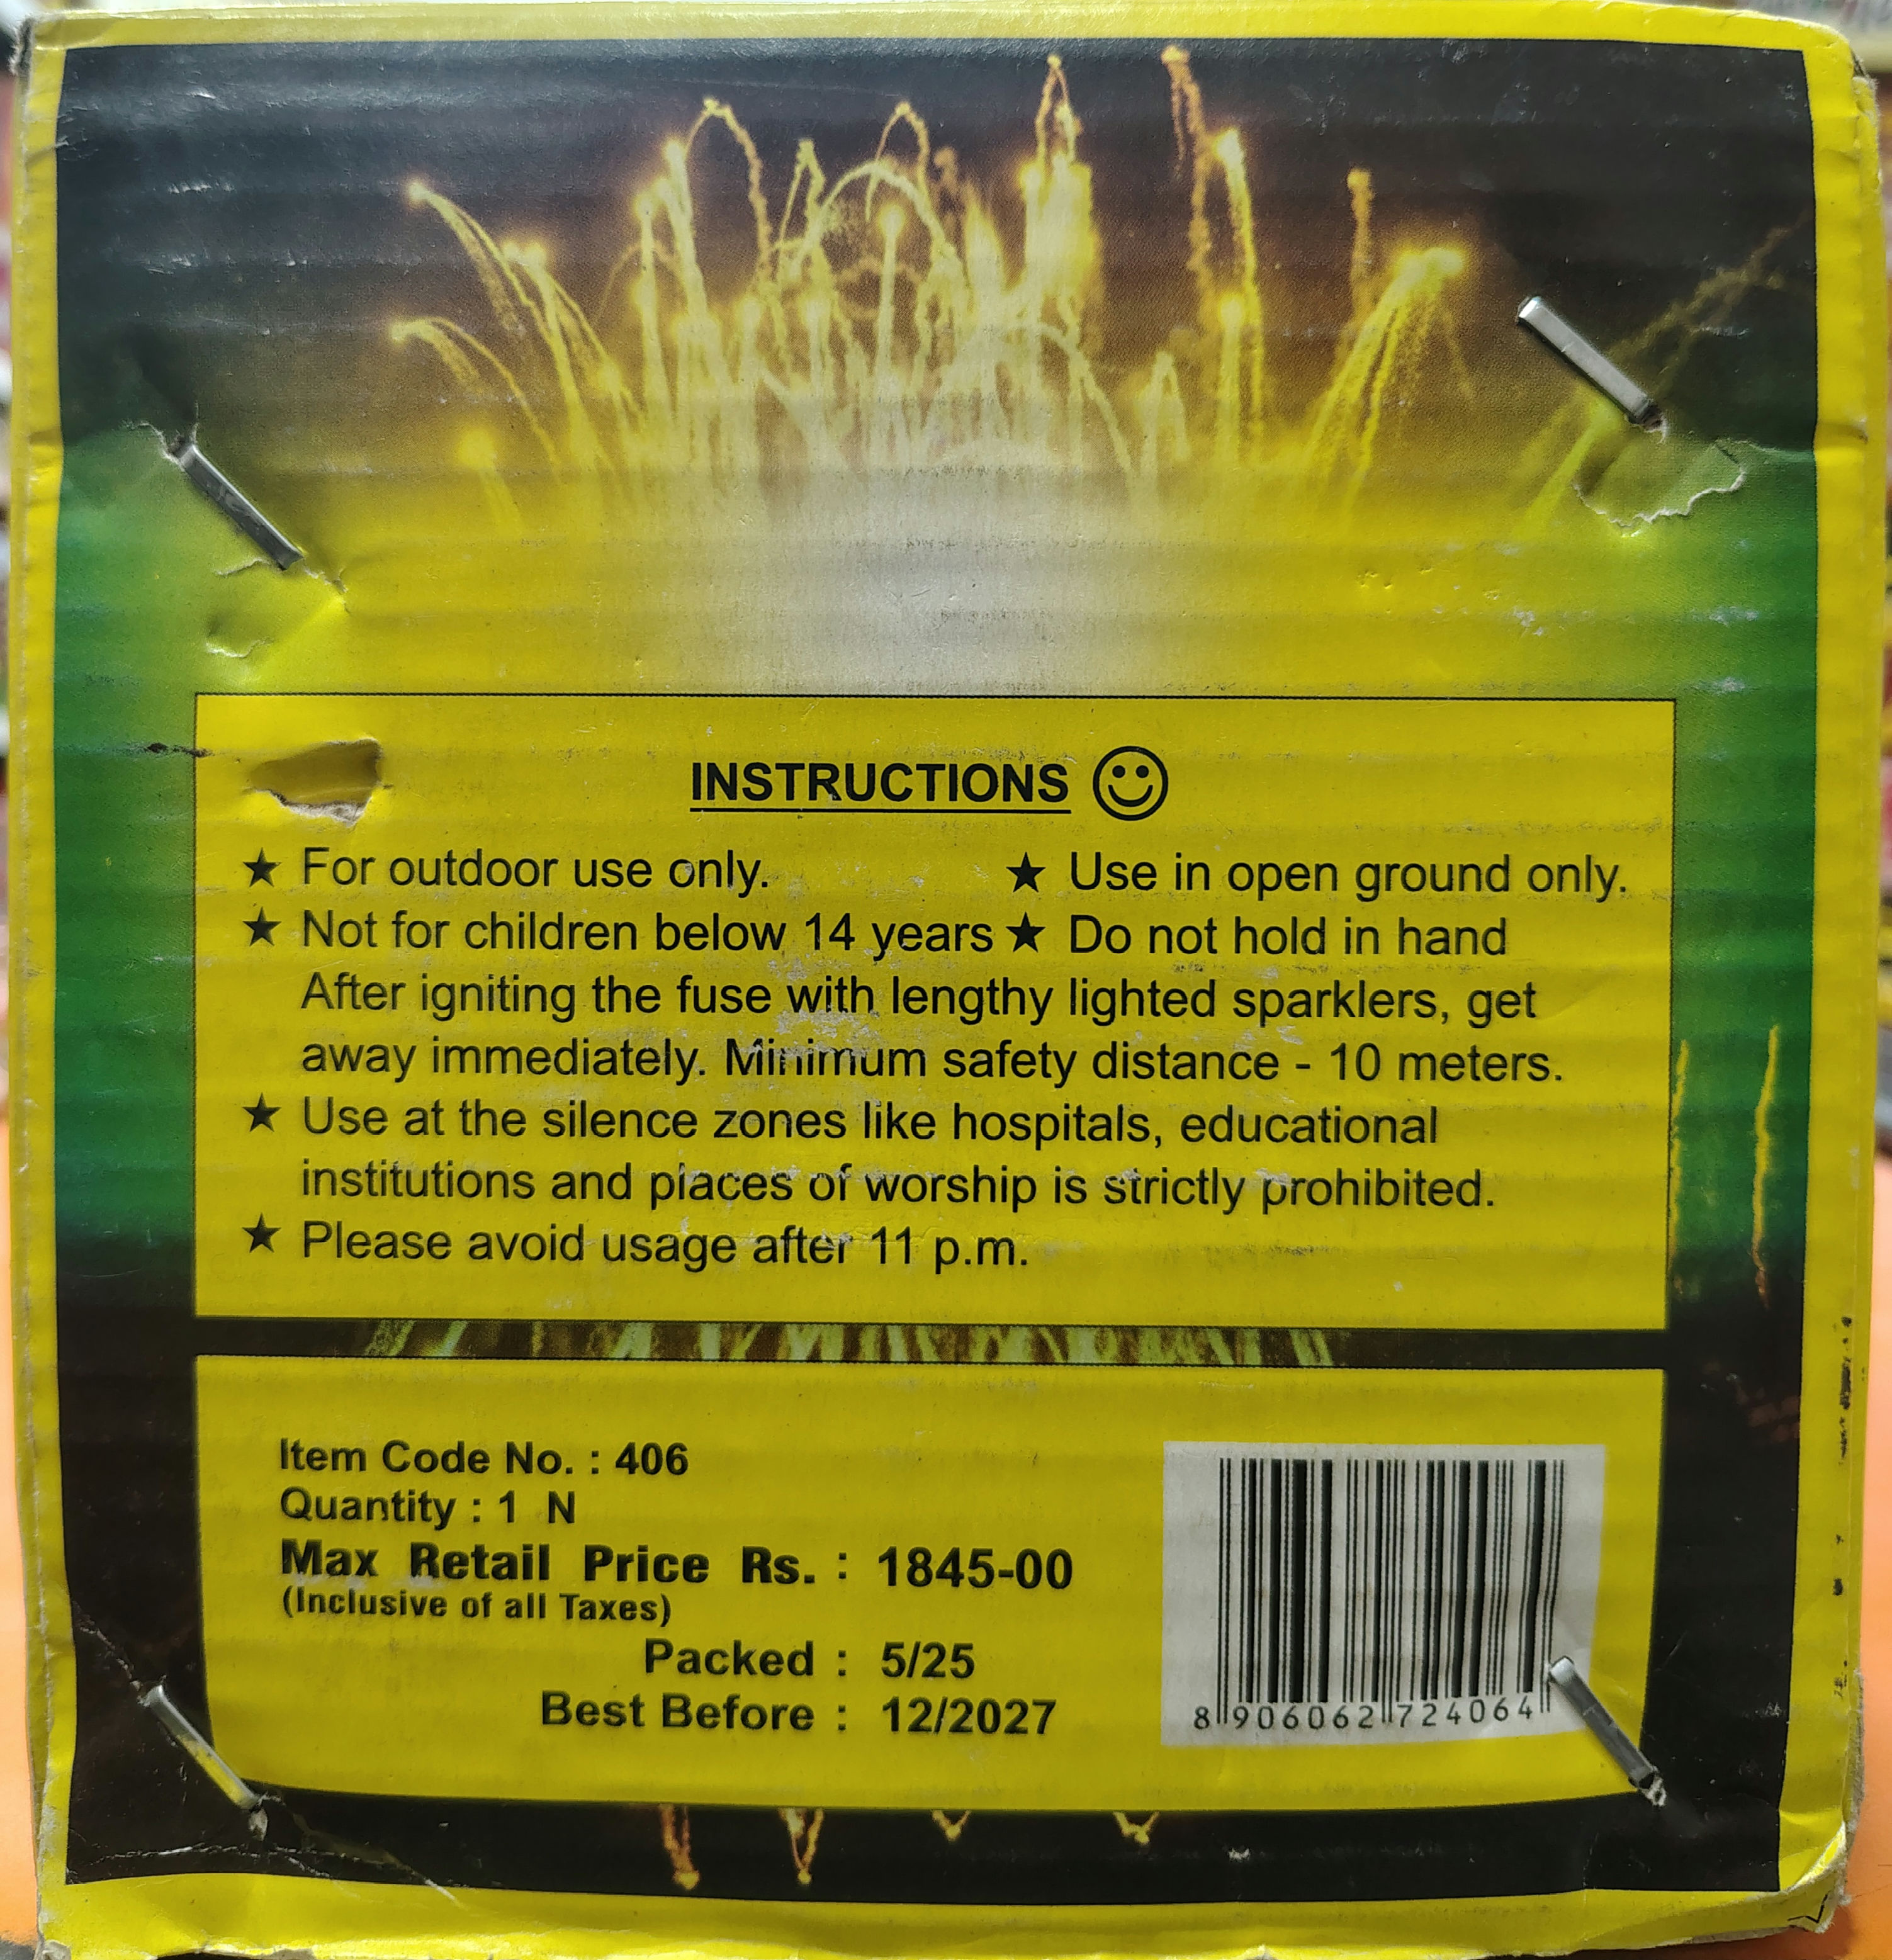 INSTRUCTIONS
★ For outdoor use only. ★ Use in open ground only.
★ Not for children below 14 years ★ Do not hold in hand
After igniting the fuse with lengthy lighted sparklers, get
away immediately. Minimum safety distance - 10 meters.
★ Use at the silence zones like hospitals, educational
institutions and places of worship is strictly prohibited.
★ Please avoid usage after 11 p.m.
Item Code No. : 406
Quantity : 1 N
Max Retail Price Rs. : 1845-00
(Inclusive of all Taxes)
Packed : 5/25
Best Before : 12/2027
8 906062 724064